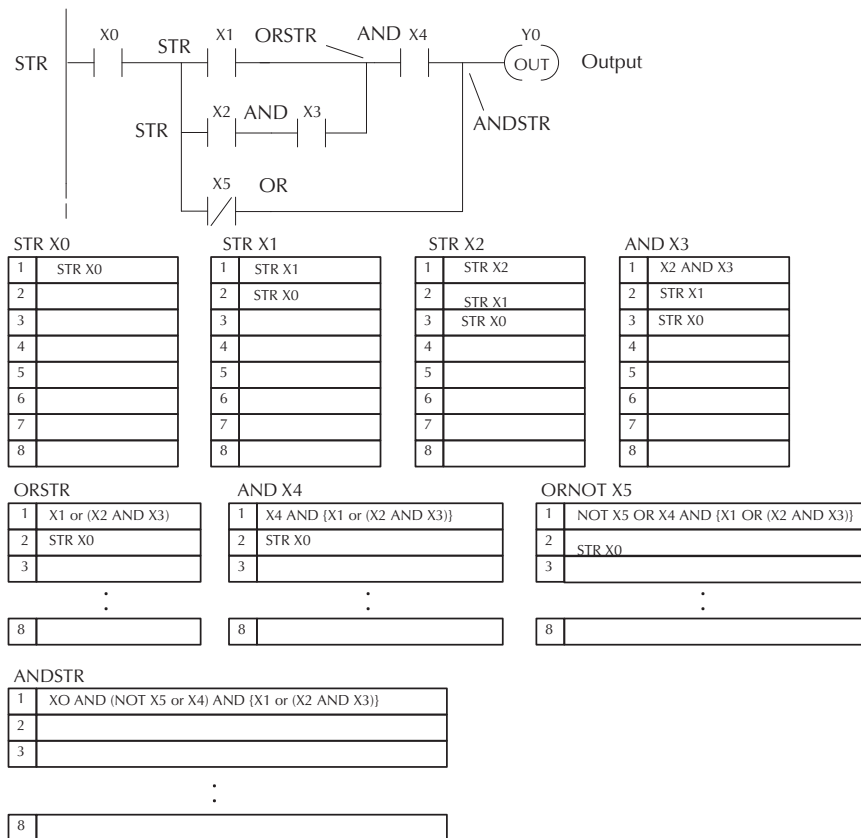 X0 STR X1 ORSTR AND X4 Y0
STR OUT Output
X2 AND X3
STR ANDSTR
X5 OR
STR X0 STR X1 STR X2 AND X3
1 STR X0 1 STR X1 1 STR X2 1 X2 AND X3
2 2 STR X0 2 STR X1 2 STR X1
3 3 3 STR X0 3 STR X0
4 4 4 4
5 5 5 5
6 6 6 6
7 7 7 7
8 8 8 8
ORSTR AND X4 ORNOT X5
1 X1 or (X2 AND X3) 1 X4 AND {X1 or (X2 AND X3)} 1 NOT X5 OR X4 AND {X1 OR (X2 AND X3)}
2 STR X0 2 STR X0 2 STR X0
3 3 3
8 8 8
ANDSTR
1 XO AND (NOT X5 or X4) AND {X1 or (X2 AND X3)}
2
3
8